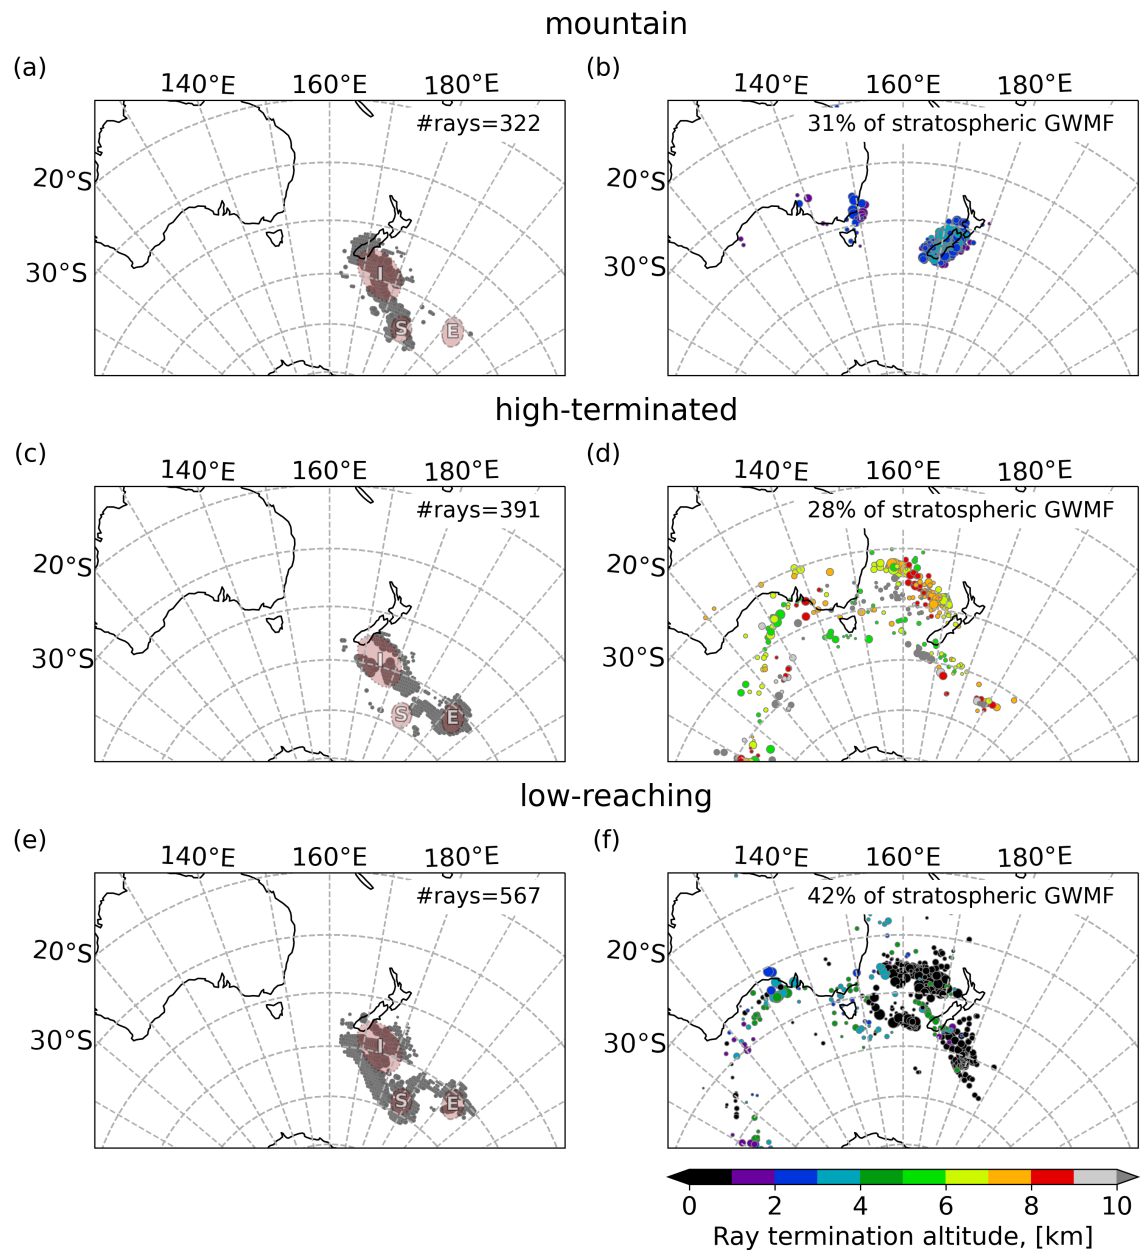 mountain
(a)
(b)
140°E 160°E 180°E
140°E 160°E 180°E
#rays=322
31% of stratospheric GWMF
20°S
20°S
30°S
30°S
I
S
E
high-terminated
(c)
(d)
140°E 160°E 180°E
140°E 160°E 180°E
#rays=391
28% of stratospheric GWMF
20°S
20°S
30°S
30°S
I
S
E
low-reaching
(e)
(f)
140°E 160°E 180°E
140°E 160°E 180°E
#rays=567
42% of stratospheric GWMF
20°S
20°S
30°S
30°S
I
S
E
0 2 4 6 8 10
Ray termination altitude, [km]